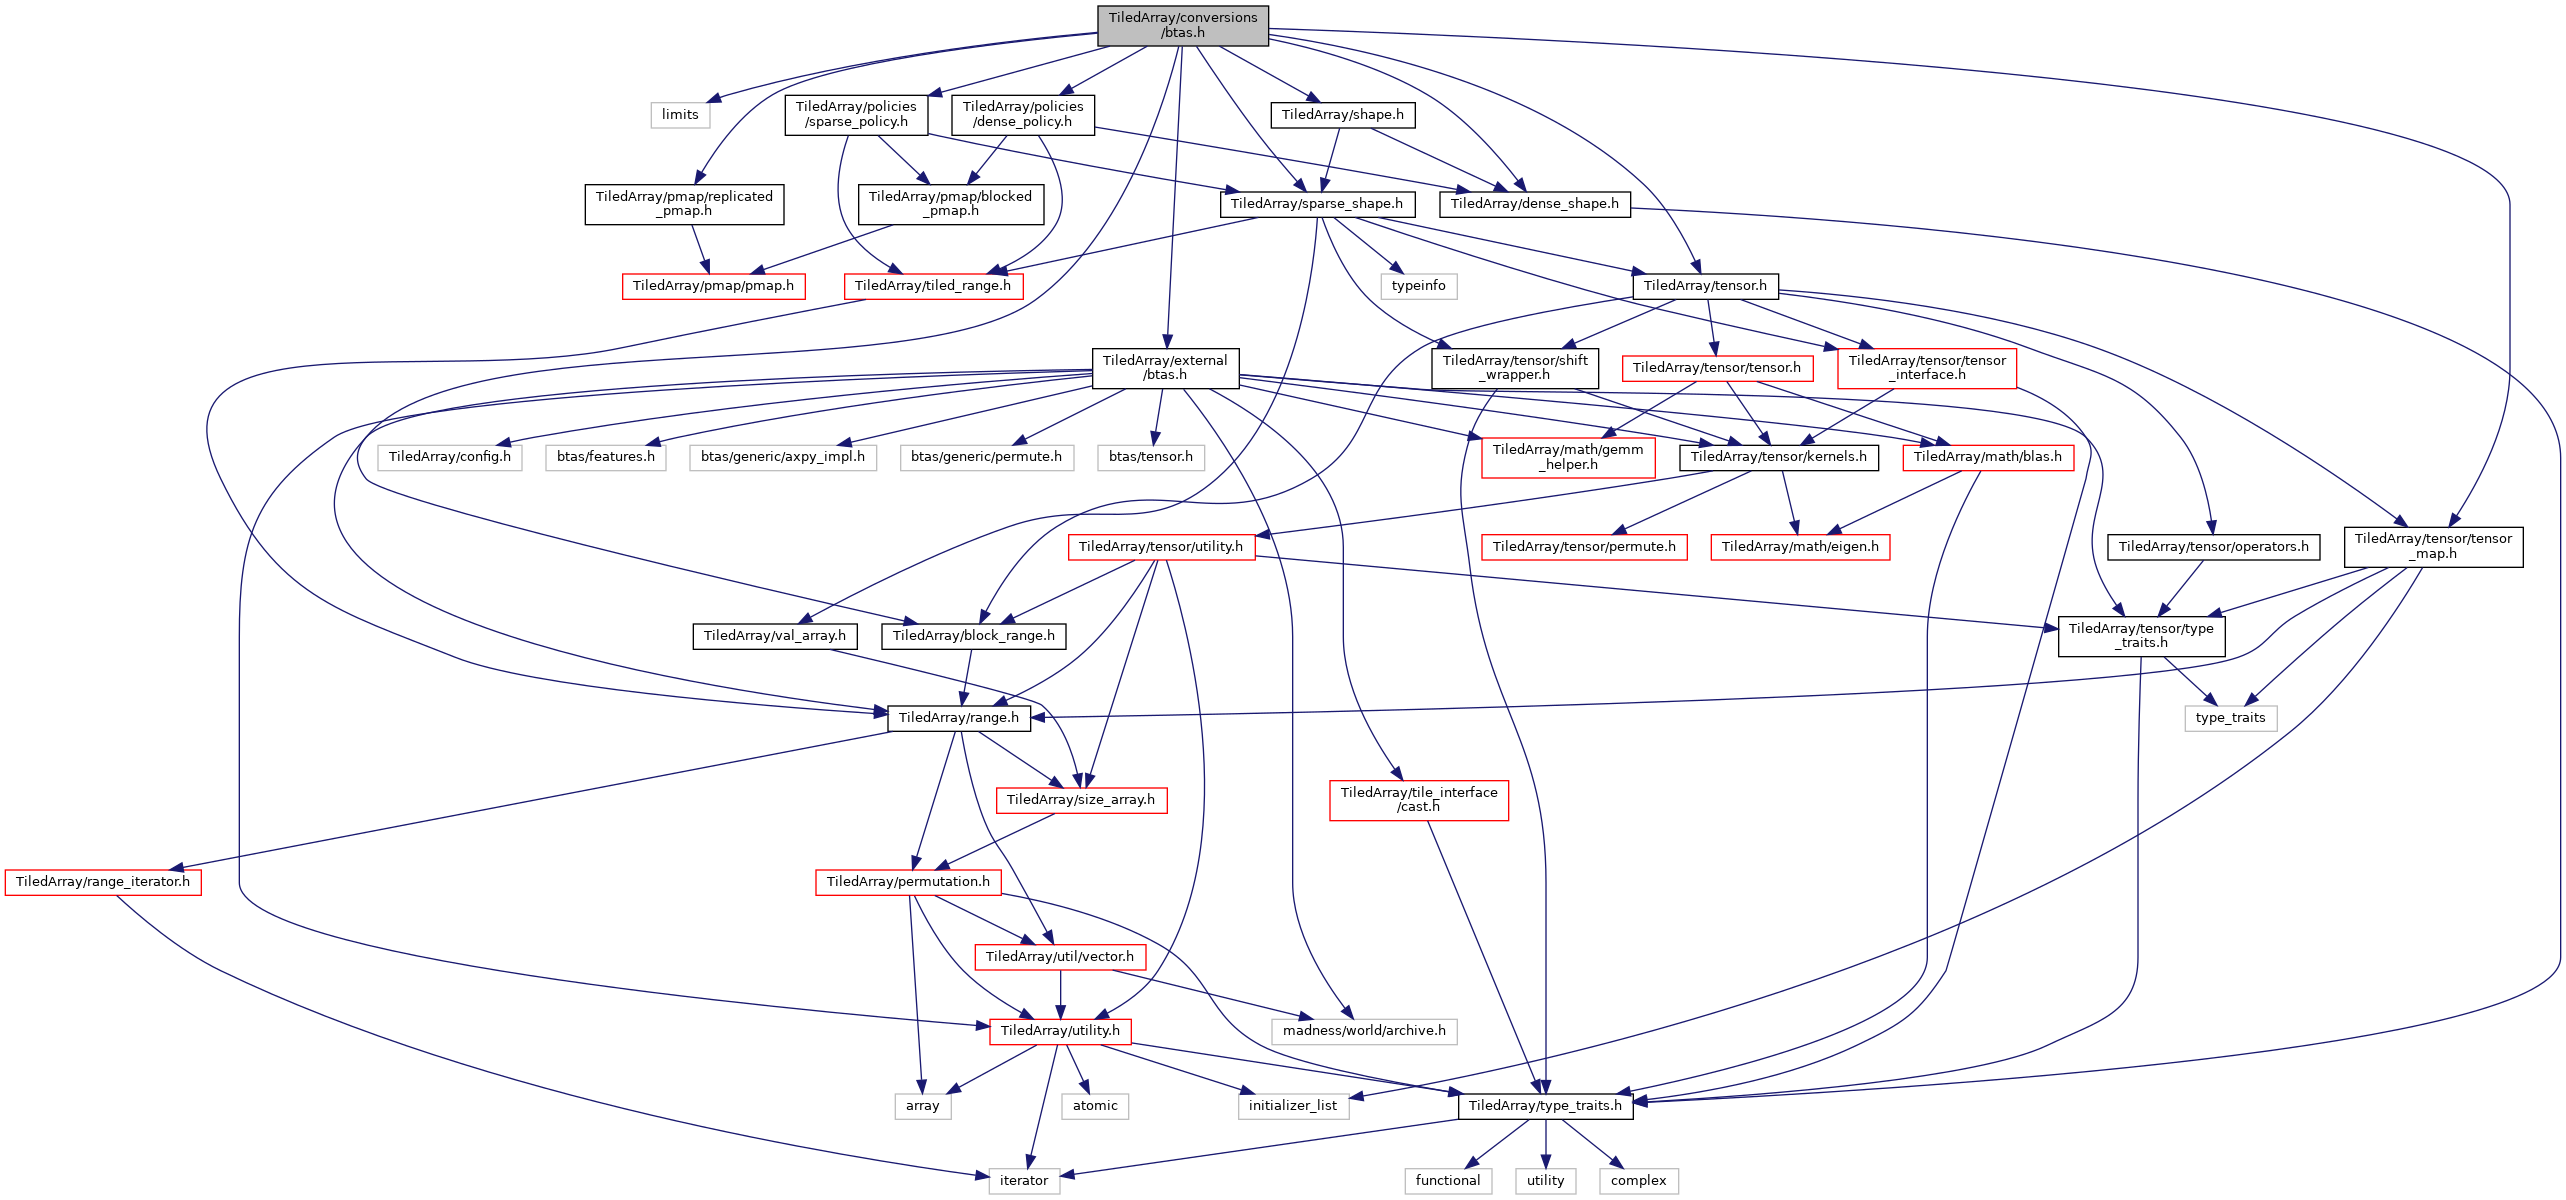 TiledArray/conversions
/btas.h
limits
TiledArray/policies
/sparse_policy.h
TiledArray/policies
/dense_policy.h
TiledArray/shape.h
TiledArray/pmap/replicated
_pmap.h
TiledArray/pmap/blocked
_pmap.h
TiledArray/sparse_shape.h
TiledArray/dense_shape.h
TiledArray/pmap/pmap.h
TiledArray/tiled_range.h
typeinfo
TiledArray/tensor.h
TiledArray/external
/btas.h
TiledArray/tensor/shift
_wrapper.h
TiledArray/tensor/tensor.h
TiledArray/tensor/tensor
_interface.h
TiledArray/config.h
btas/features.h
btas/generic/axpy_impl.h
btas/generic/permute.h
btas/tensor.h
TiledArray/math/gemm
_helper.h
TiledArray/tensor/kernels.h
TiledArray/math/blas.h
TiledArray/tensor/utility.h
TiledArray/tensor/permute.h
TiledArray/math/eigen.h
TiledArray/tensor/operators.h
TiledArray/tensor/tensor
_map.h
TiledArray/val_array.h
TiledArray/block_range.h
TiledArray/tensor/type
_traits.h
TiledArray/range.h
type_traits
TiledArray/size_array.h
TiledArray/tile_interface
/cast.h
TiledArray/range_iterator.h
TiledArray/permutation.h
TiledArray/util/vector.h
TiledArray/utility.h
madness/world/archive.h
array
atomic
initializer_list
TiledArray/type_traits.h
iterator
functional
utility
complex